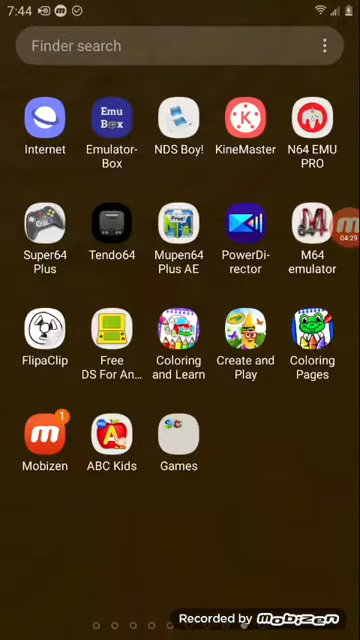 7:44
Finder search
Emu
Box
Internet
Emulator-
Box
NDS Boy!
KineMaster
N64 EMU
PRO
Free!
04:29
Super64
Plus
Tendo64
Mupen64
Plus AE
PowerDi-
rector
M64
emulator
FlipaClip
Free
DS For An...
Coloring
and Learn
Create and
Play
Coloring
Pages
1
Mobizen
ABC Kids
Games
Recorded by mobizen